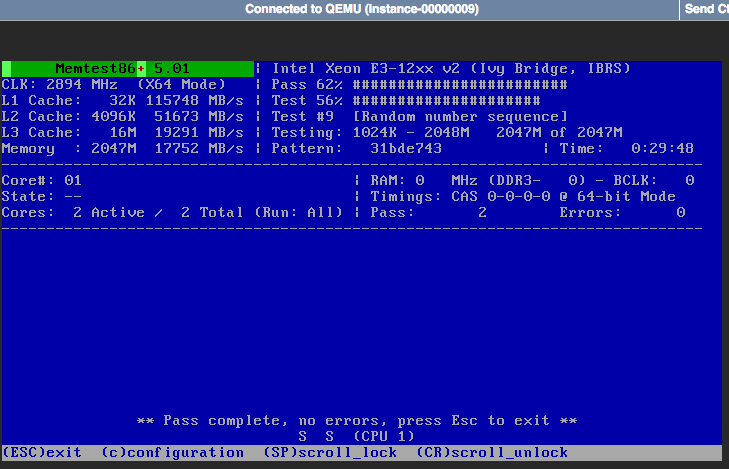 Connected to QEMU (Instance-00000009)
Send Ct
Memtest86+ 5.01 | Intel Xeon E3-12xx v2 (Ivy Bridge, IBRS)
CLK: 2894 MHz (X64 Mode) | Pass 62% ########################
L1 Cache: 32K 115748 MB/s | Test 56% #####################
L2 Cache: 4096K 51673 MB/s | Test #9 [Random number sequence]
L3 Cache: 16M 19291 MB/s | Testing: 1024K - 2048M 2047M of 2047M
Memory : 2047M 17752 MB/s | Pattern: 31bde743 | Time: 0:29:48
Core#: 01 | RAM: 0 MHz (DDR3- 0) - BCLK: 0
State: -- | Timings: CAS 0-0-0-0 @ 64-bit Mode
Cores: 2 Active / 2 Total (Run: All) | Pass: 2 Errors: 0
** Pass complete, no errors, press Esc to exit **
S S (CPU 1)
(ESC)exit (c)configuration (SP)scroll_lock (CR)scroll_unlock